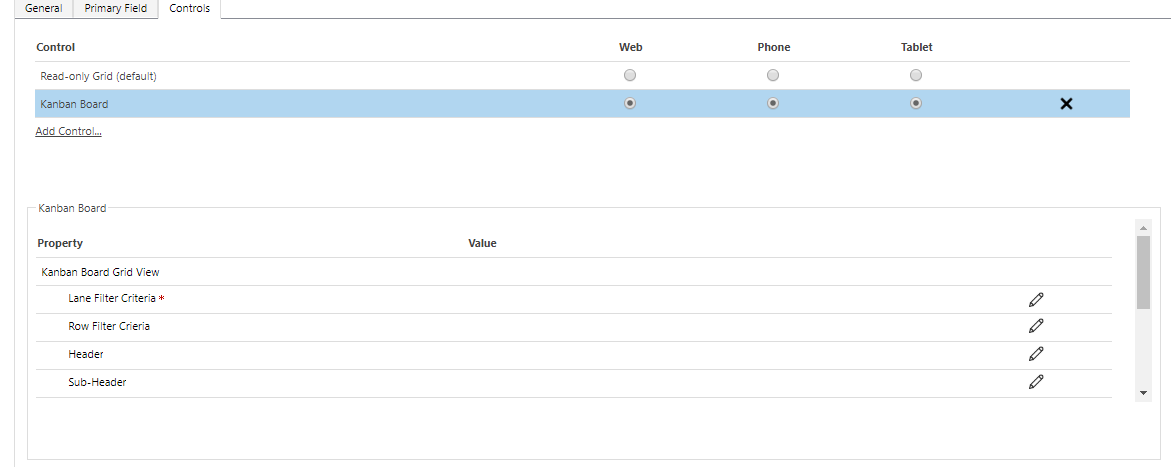 General Primary Field Controls
Control Web Phone Tablet
Read-only Grid (default)
Kanban Board
Add Control...
Kanban Board
Property Value
Kanban Board Grid View
Lane Filter Criteria *
Row Filter Crieria
Header
Sub-Header